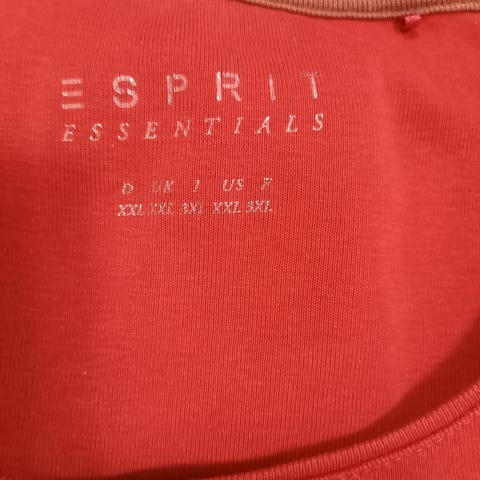 ESPRIT
ESSENTIALS
D UK I US F
XXL XXL 3XL XXL 3XL